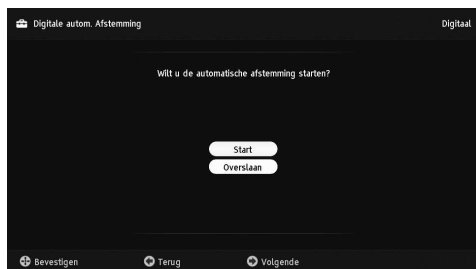 Digitale autom. Afstemming
Digitaal
Wilt u de automatische afstemming starten?
Start
Overslaan
Bevestigen
Terug
Volgende